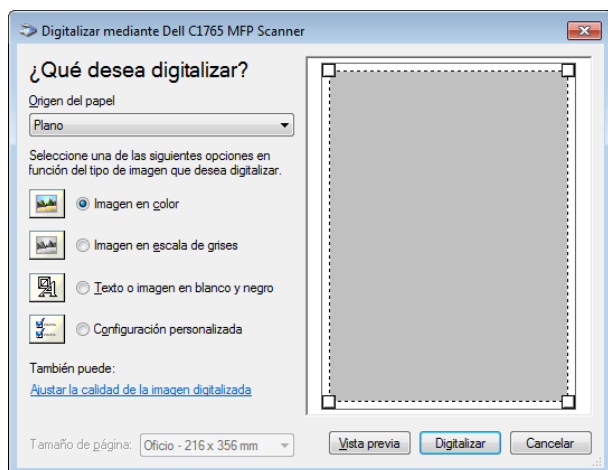 Digitalizar mediante Dell C1765 MFP Scanner
¿Qué desea digitalizar?
Origen del papel
Plano
Seleccione una de las siguientes opciones en
función del tipo de imagen que desea digitalizar.
Imagen en color
Imagen en escala de grises
Texto o imagen en blanco y negro
Configuración personalizada
También puede:
Ajustar la calidad de la imagen digitalizada
Tamaño de página: Oficio - 216 x 356 mm
Vista previa Digitalizar Cancelar